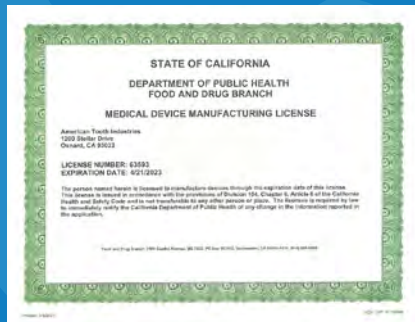 STATE OF CALIFORNIA
DEPARTMENT OF PUBLIC HEALTH
FOOD AND DRUG BRANCH
MEDICAL DEVICE MANUFACTURING LICENSE
American Tooth Industries
1200 Stellar Drive
Oxnard, CA 93033
LICENSE NUMBER: 63593
EXPIRATION DATE: 4/21/2023
The person named herein is licensed to manufacture devices through the expiration date of this license.
This license is issued in accordance with the provisions of Division 104, Chapter 6, Article 6 of the California
Health and Safety Code and is not transferable to any other person or place. The licensee is required by law
to immediately notify the California Department of Public Health of any change in the information reported in
the application.
Food and Drug Branch